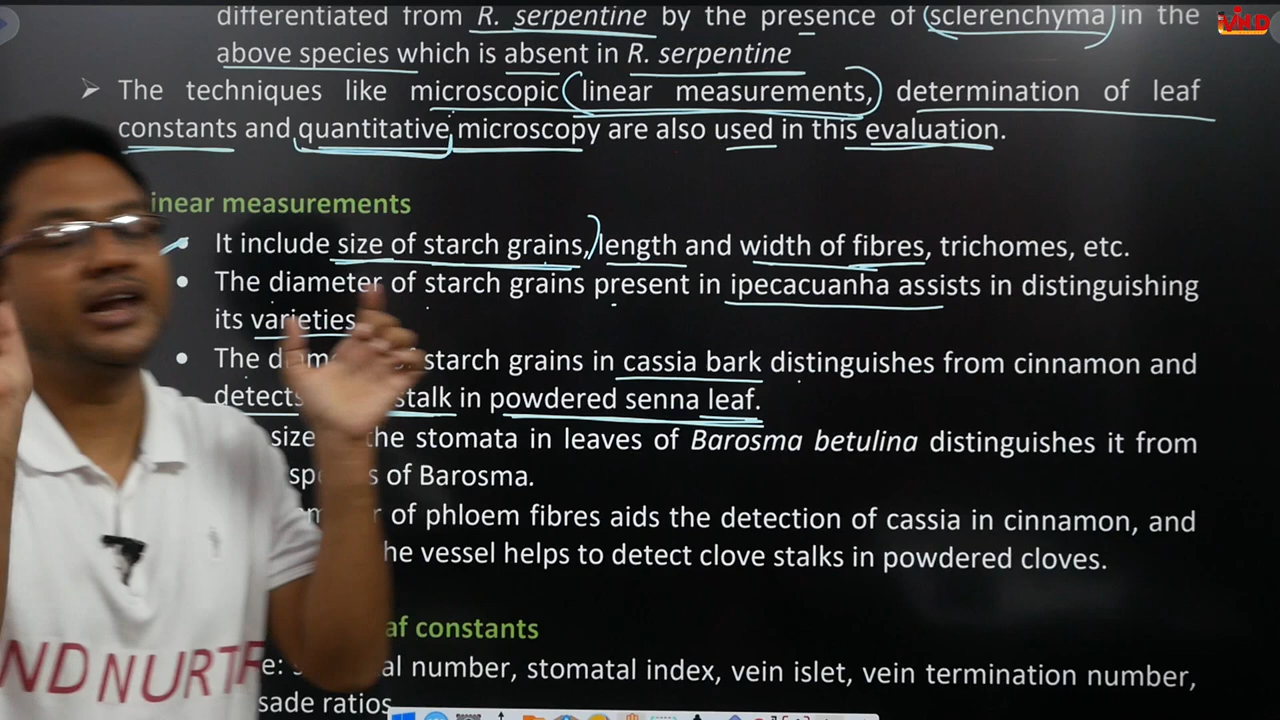 differentiated from R. serpentine by the presence of sclerenchyma in the
above species which is absent in R. serpentine
➤ The techniques like microscopic linear measurements, determination of leaf
constants and quantitative microscopy are also used in this evaluation.
inear measurements
• It include size of starch grains, length and width of fibres, trichomes, etc.
• The diameter of starch grains present in ipecacuanha assists in distinguishing
its varieties
• The diam starch grains in cassia bark distinguishes from cinnamon and
detects stalk in powdered senna leaf.
size the stomata in leaves of Barosma betulina distinguishes it from
s of Barosma.
of phloem fibres aids the detection of cassia in cinnamon, and
he vessel helps to detect clove stalks in powdered cloves.
af constants
e: al number, stomatal index, vein islet, vein termination number,
sade ratios
ND NURT